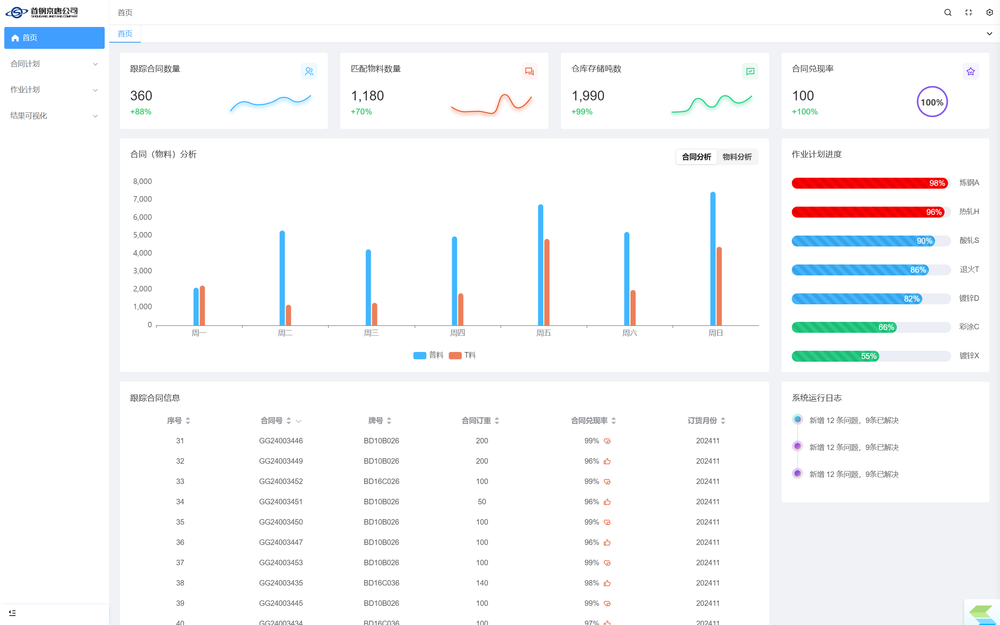 首钢京唐公司
SHOUGANG JINGTANG COMPANY
首页
首页
合同计划
作业计划
结果可视化
首页
跟踪合同数量
360
+88%
匹配物料数量
1,180
+70%
仓库存储吨数
1,990
+99%
合同兑现率
100
+100%
100%
合同（物料）分析
合同分析 物料分析
8,000
7,000
6,000
5,000
4,000
3,000
2,000
1,000
0
周一 周二 周三 周四 周五 周六 周日
普料 T料
作业计划进度
98% 炼钢A
96% 热轧H
90% 酸轧S
86% 退火T
82% 镀锌D
66% 彩涂C
55% 镀锌X
跟踪合同信息
序号 合同号 牌号 合同订重 合同兑现率 订货月份
31 GG24003446 BD10B026 200 99% 202411
32 GG24003449 BD10B026 200 96% 202411
33 GG24003452 BD16C026 100 99% 202411
34 GG24003451 BD10B026 50 96% 202411
35 GG24003450 BD10B026 100 99% 202411
36 GG24003447 BD10B026 100 96% 202411
37 GG24003453 BD10B026 100 99% 202411
38 GG24003435 BD16C036 140 98% 202411
39 GG24003445 BD10B026 100 99% 202411
40 GG24003434 BD16C036 100 97% 202411
系统运行日志
新增 12 条问题，9条已解决
新增 12 条问题，9条已解决
新增 12 条问题，9条已解决